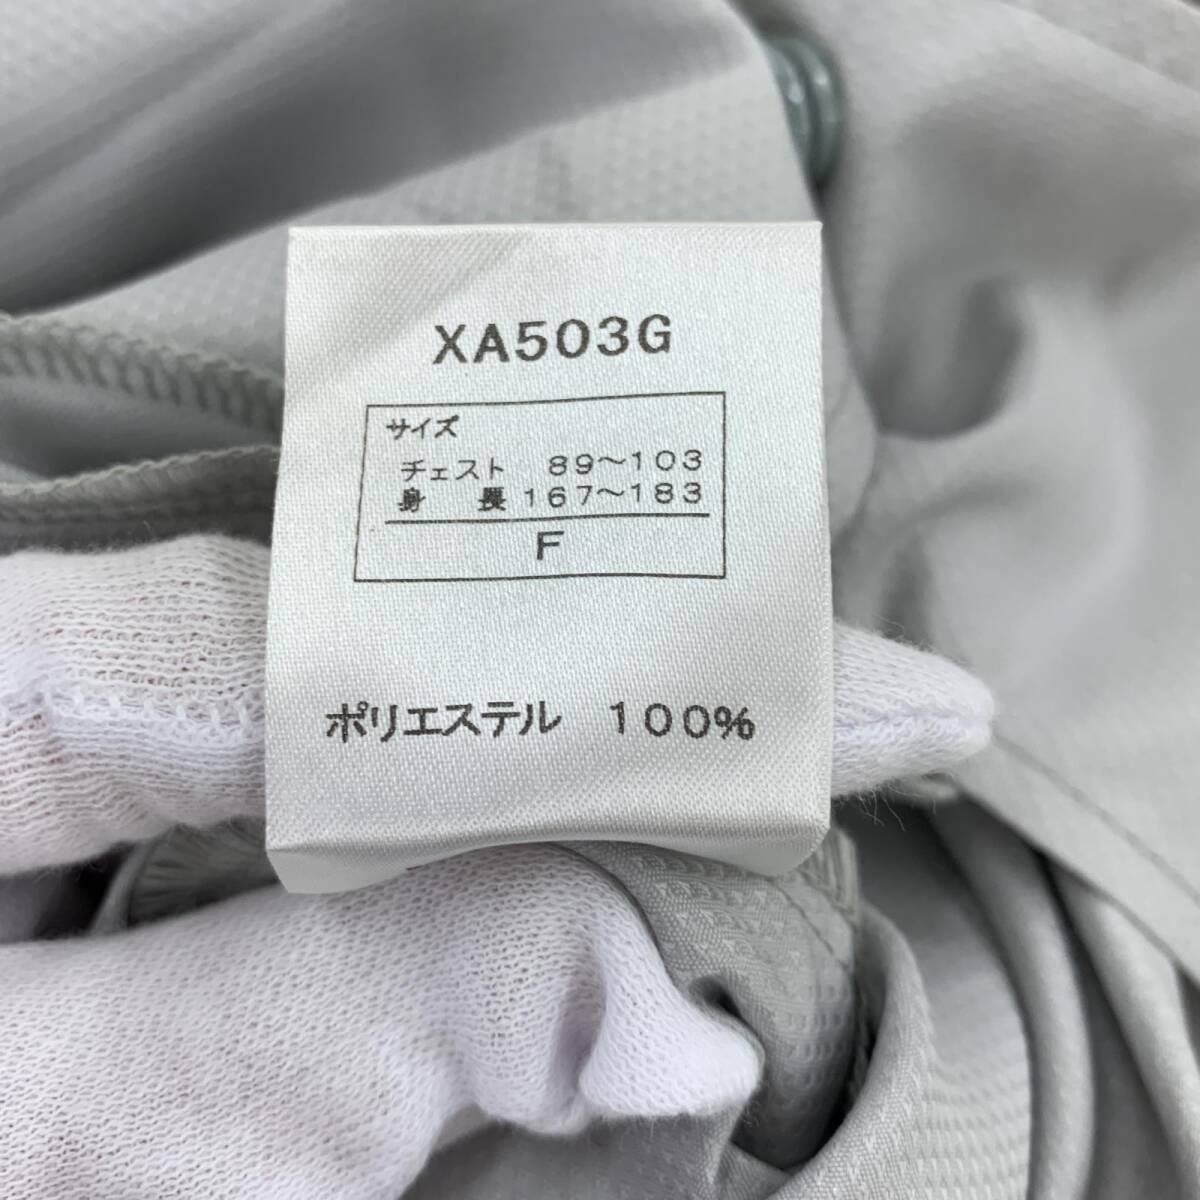 XA503G
サイズ
チェスト 89～103
身 長 167～183
F
ポリエステル 100%